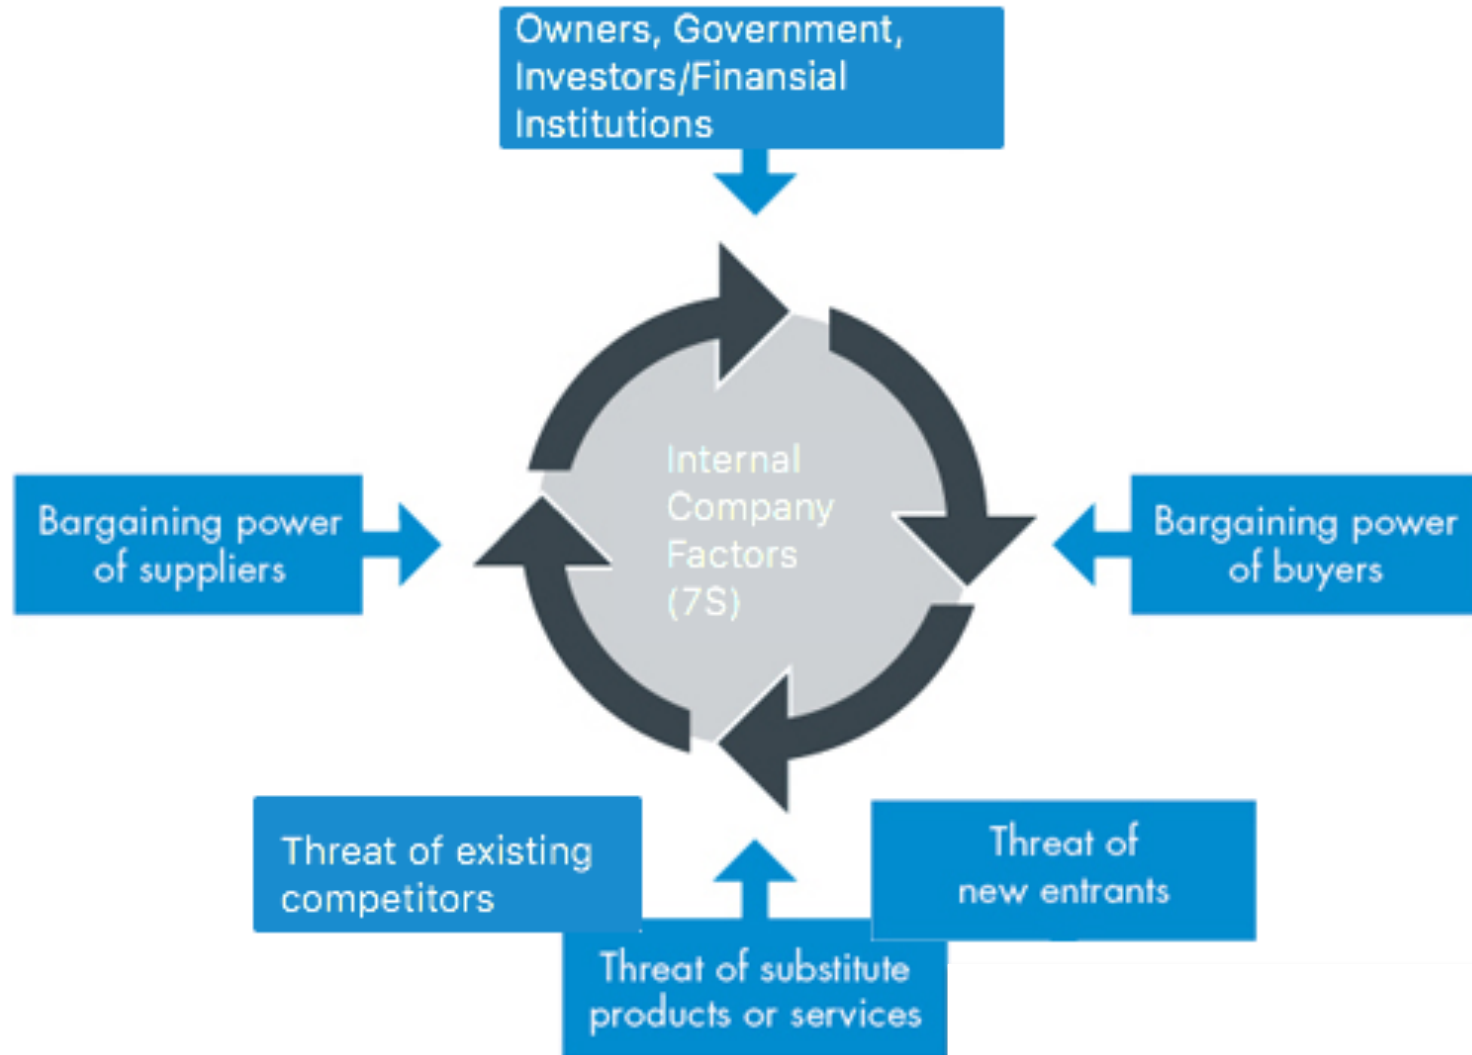 Owners, Government,
Investors/Finansial
Institutions
Internal
Company
Factors
(7S)
Bargaining power
of suppliers
Bargaining power
of buyers
Threat of existing
competitors
Threat of
new entrants
Threat of substitute
products or services